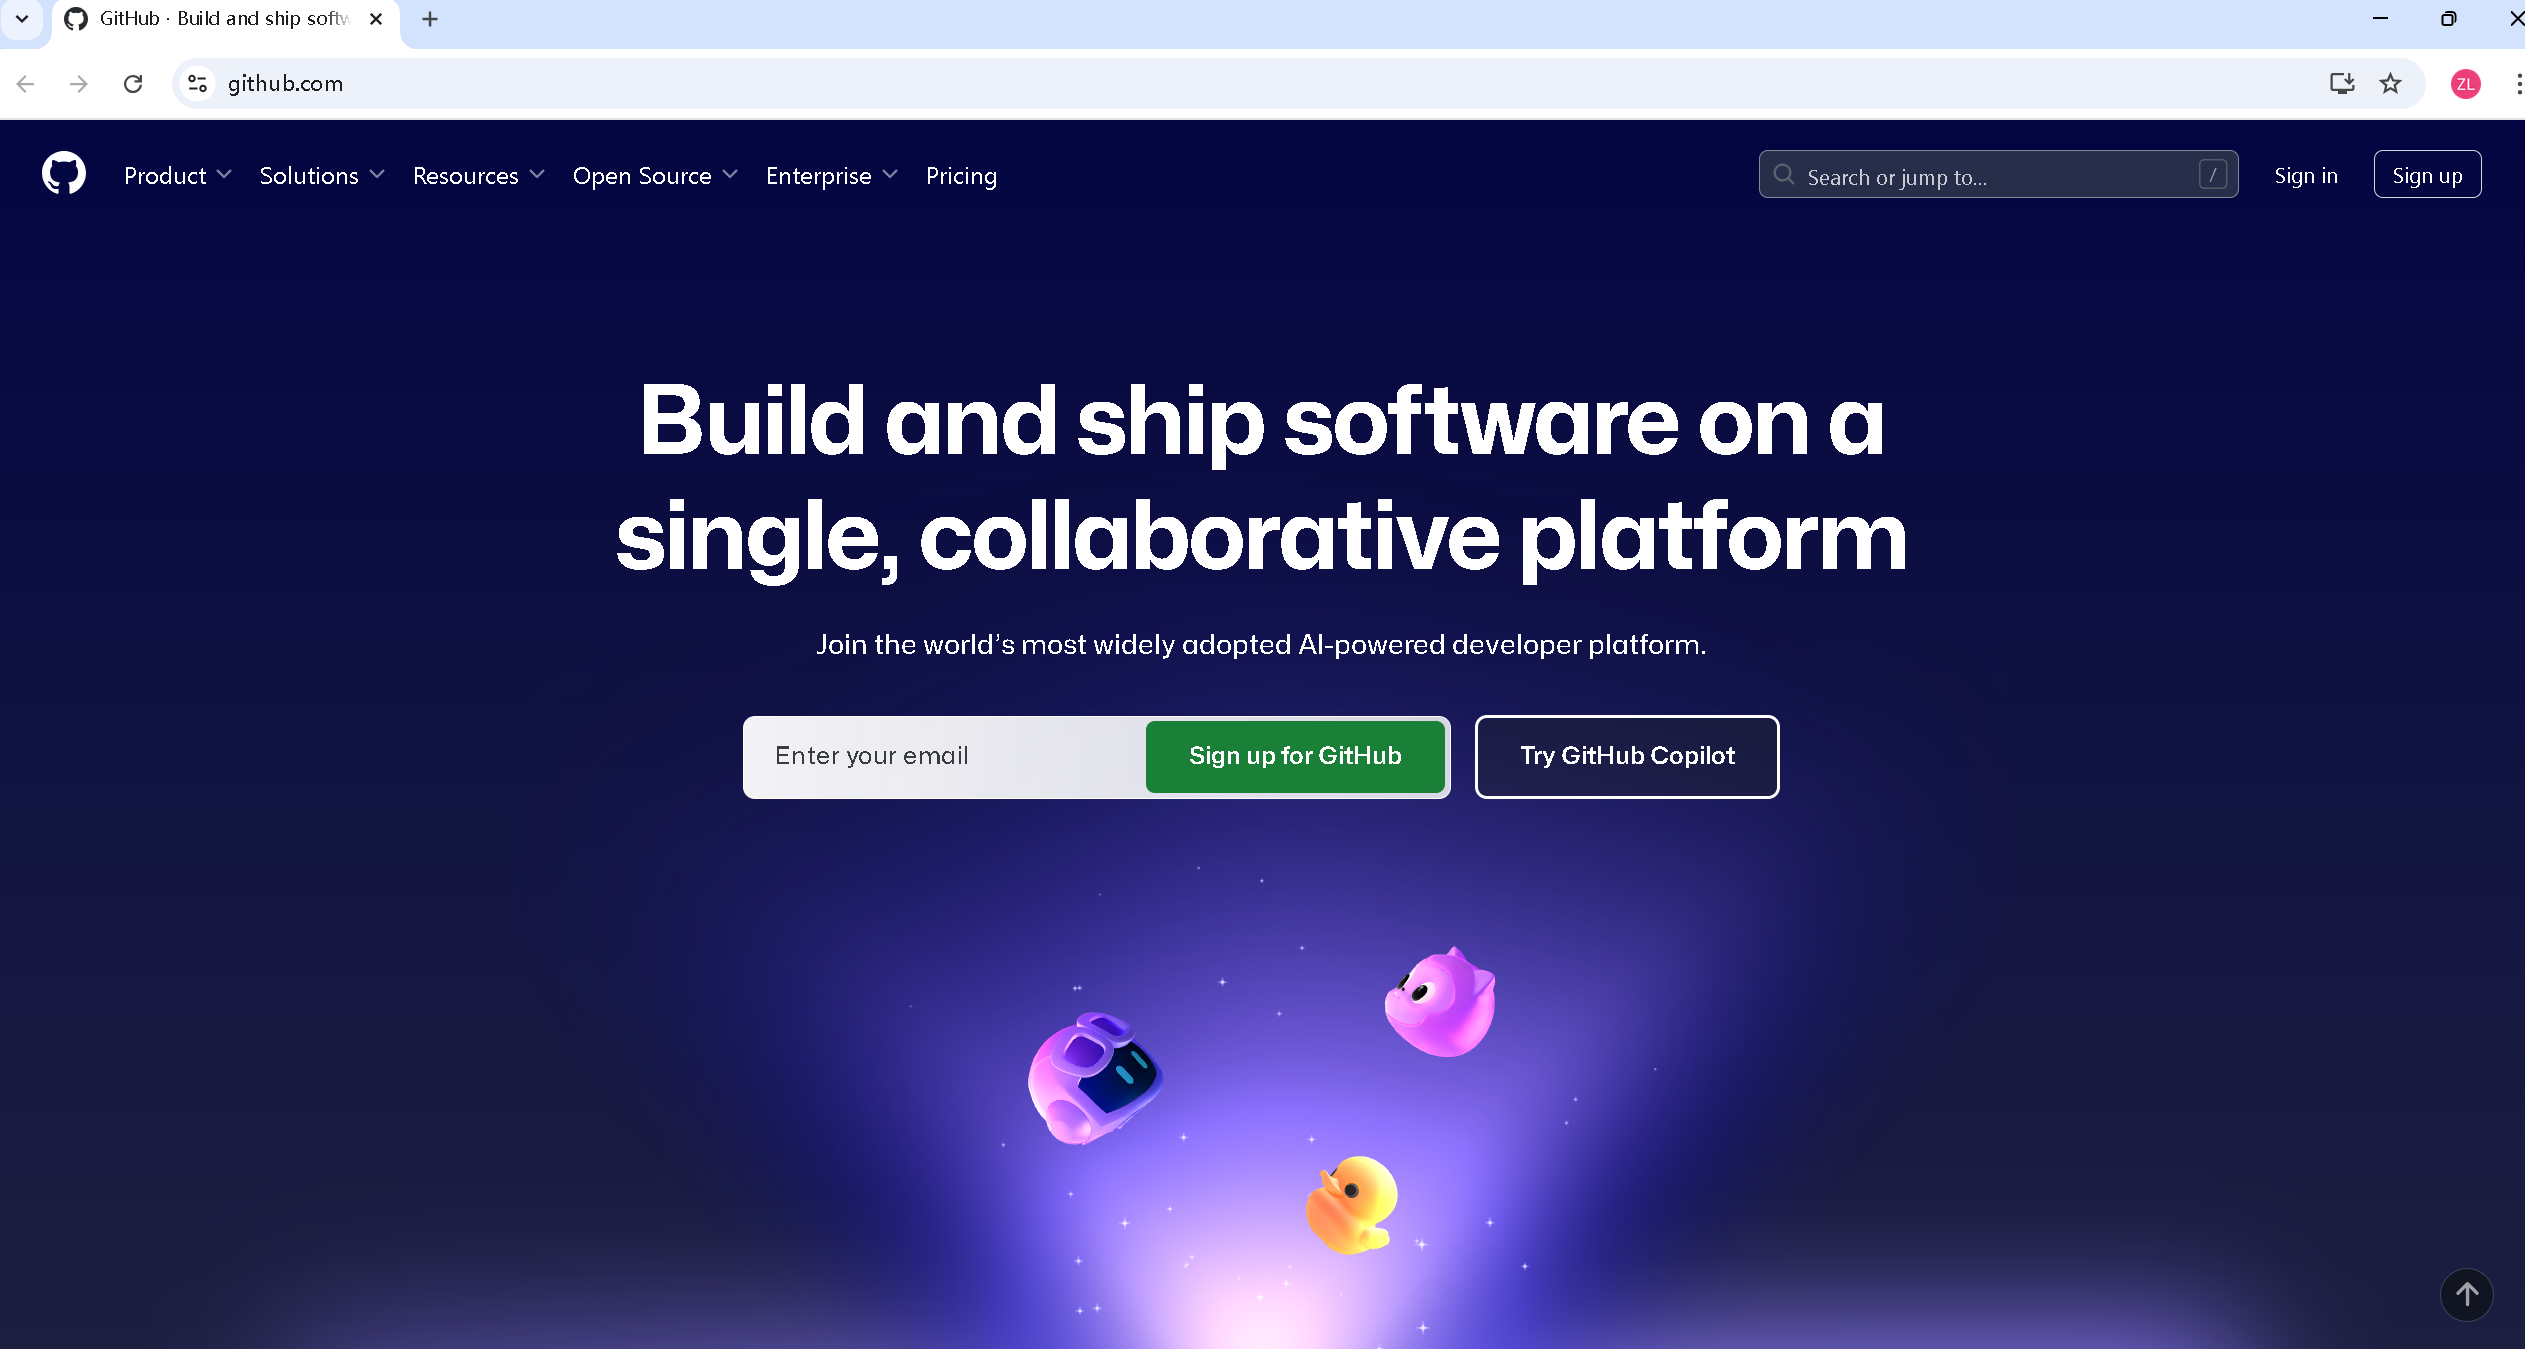 GitHub · Build and ship softw
github.com
ZL
Product
Solutions
Resources
Open Source
Enterprise
Pricing
Search or jump to...
/
Sign in
Sign up
Build and ship software on a
single, collaborative platform
Join the world’s most widely adopted AI-powered developer platform.
Enter your email
Sign up for GitHub
Try GitHub Copilot